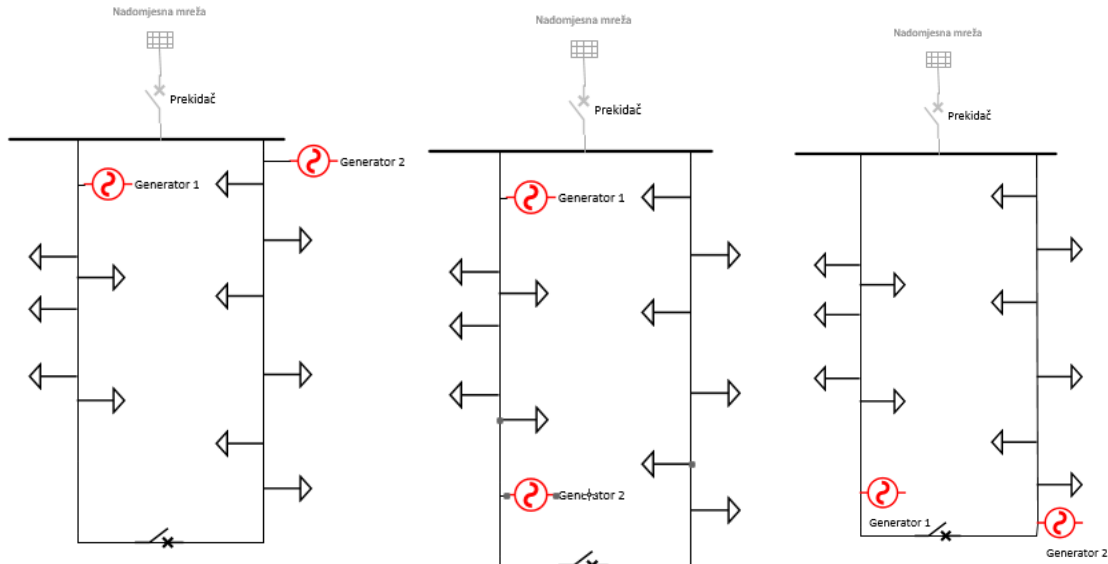 Nadomjesna mreža
Prekidač
Generator 2
Generator 1
Nadomjesna mreža
Prekidač
Generator 1
Generator 2
Nadomjesna mreža
Prekidač
Generator 1
Generator 2